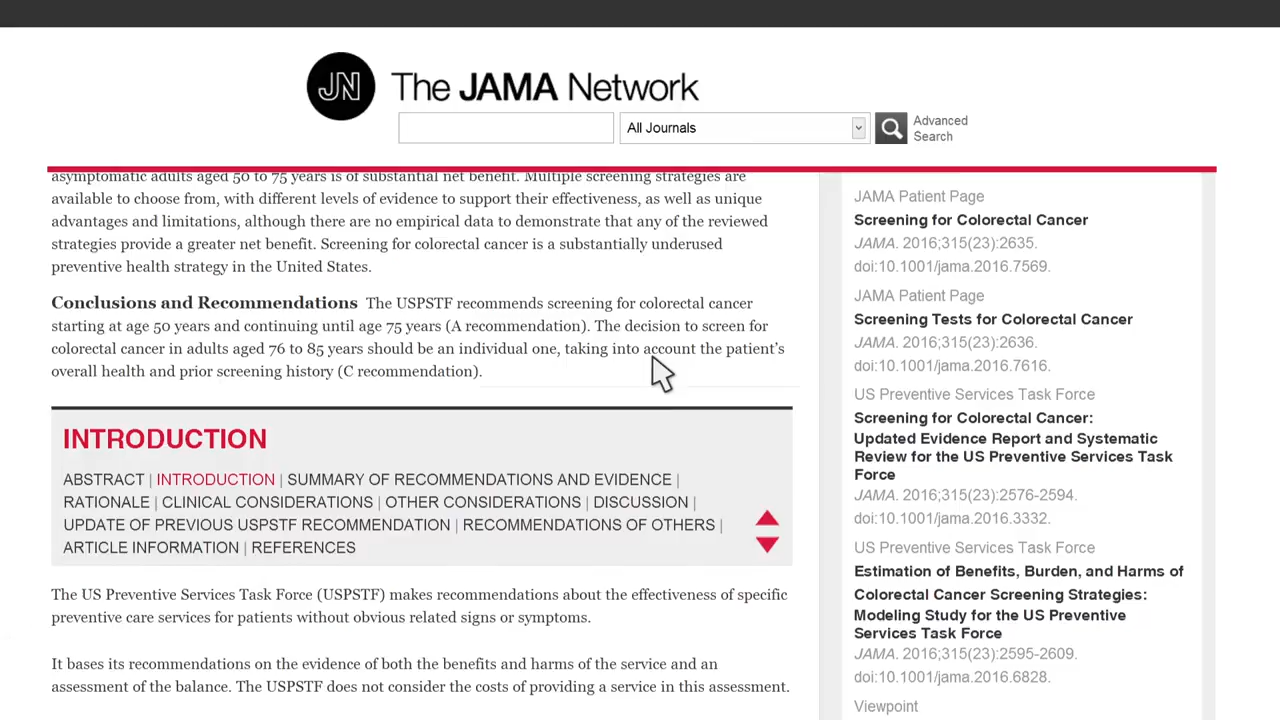 JN The JAMA Network
All Journals
Advanced
Search
asymptomatic adults aged 50 to 75 years is of substantial net benefit. Multiple screening strategies are
available to choose from, with different levels of evidence to support their effectiveness, as well as unique
advantages and limitations, although there are no empirical data to demonstrate that any of the reviewed
strategies provide a greater net benefit. Screening for colorectal cancer is a substantially underused
preventive health strategy in the United States.
Conclusions and Recommendations The USPSTF recommends screening for colorectal cancer
starting at age 50 years and continuing until age 75 years (A recommendation). The decision to screen for
colorectal cancer in adults aged 76 to 85 years should be an individual one, taking into account the patient's
overall health and prior screening history (C recommendation).
INTRODUCTION
ABSTRACT | INTRODUCTION | SUMMARY OF RECOMMENDATIONS AND EVIDENCE |
RATIONALE | CLINICAL CONSIDERATIONS | OTHER CONSIDERATIONS | DISCUSSION |
UPDATE OF PREVIOUS USPSTF RECOMMENDATION | RECOMMENDATIONS OF OTHERS |
ARTICLE INFORMATION | REFERENCES
The US Preventive Services Task Force (USPSTF) makes recommendations about the effectiveness of specific
preventive care services for patients without obvious related signs or symptoms.
It bases its recommendations on the evidence of both the benefits and harms of the service and an
assessment of the balance. The USPSTF does not consider the costs of providing a service in this assessment.
JAMA Patient Page
Screening for Colorectal Cancer
JAMA. 2016;315(23):2635.
doi:10.1001/jama.2016.7569.
JAMA Patient Page
Screening Tests for Colorectal Cancer
JAMA. 2016;315(23):2636.
doi:10.1001/jama.2016.7616.
US Preventive Services Task Force
Screening for Colorectal Cancer:
Updated Evidence Report and Systematic
Review for the US Preventive Services Task
Force
JAMA. 2016;315(23):2576-2594.
doi:10.1001/jama.2016.3332.
US Preventive Services Task Force
Estimation of Benefits, Burden, and Harms of
Colorectal Cancer Screening Strategies:
Modeling Study for the US Preventive
Services Task Force
JAMA. 2016;315(23):2595-2609.
doi:10.1001/jama.2016.6828.
Viewpoint